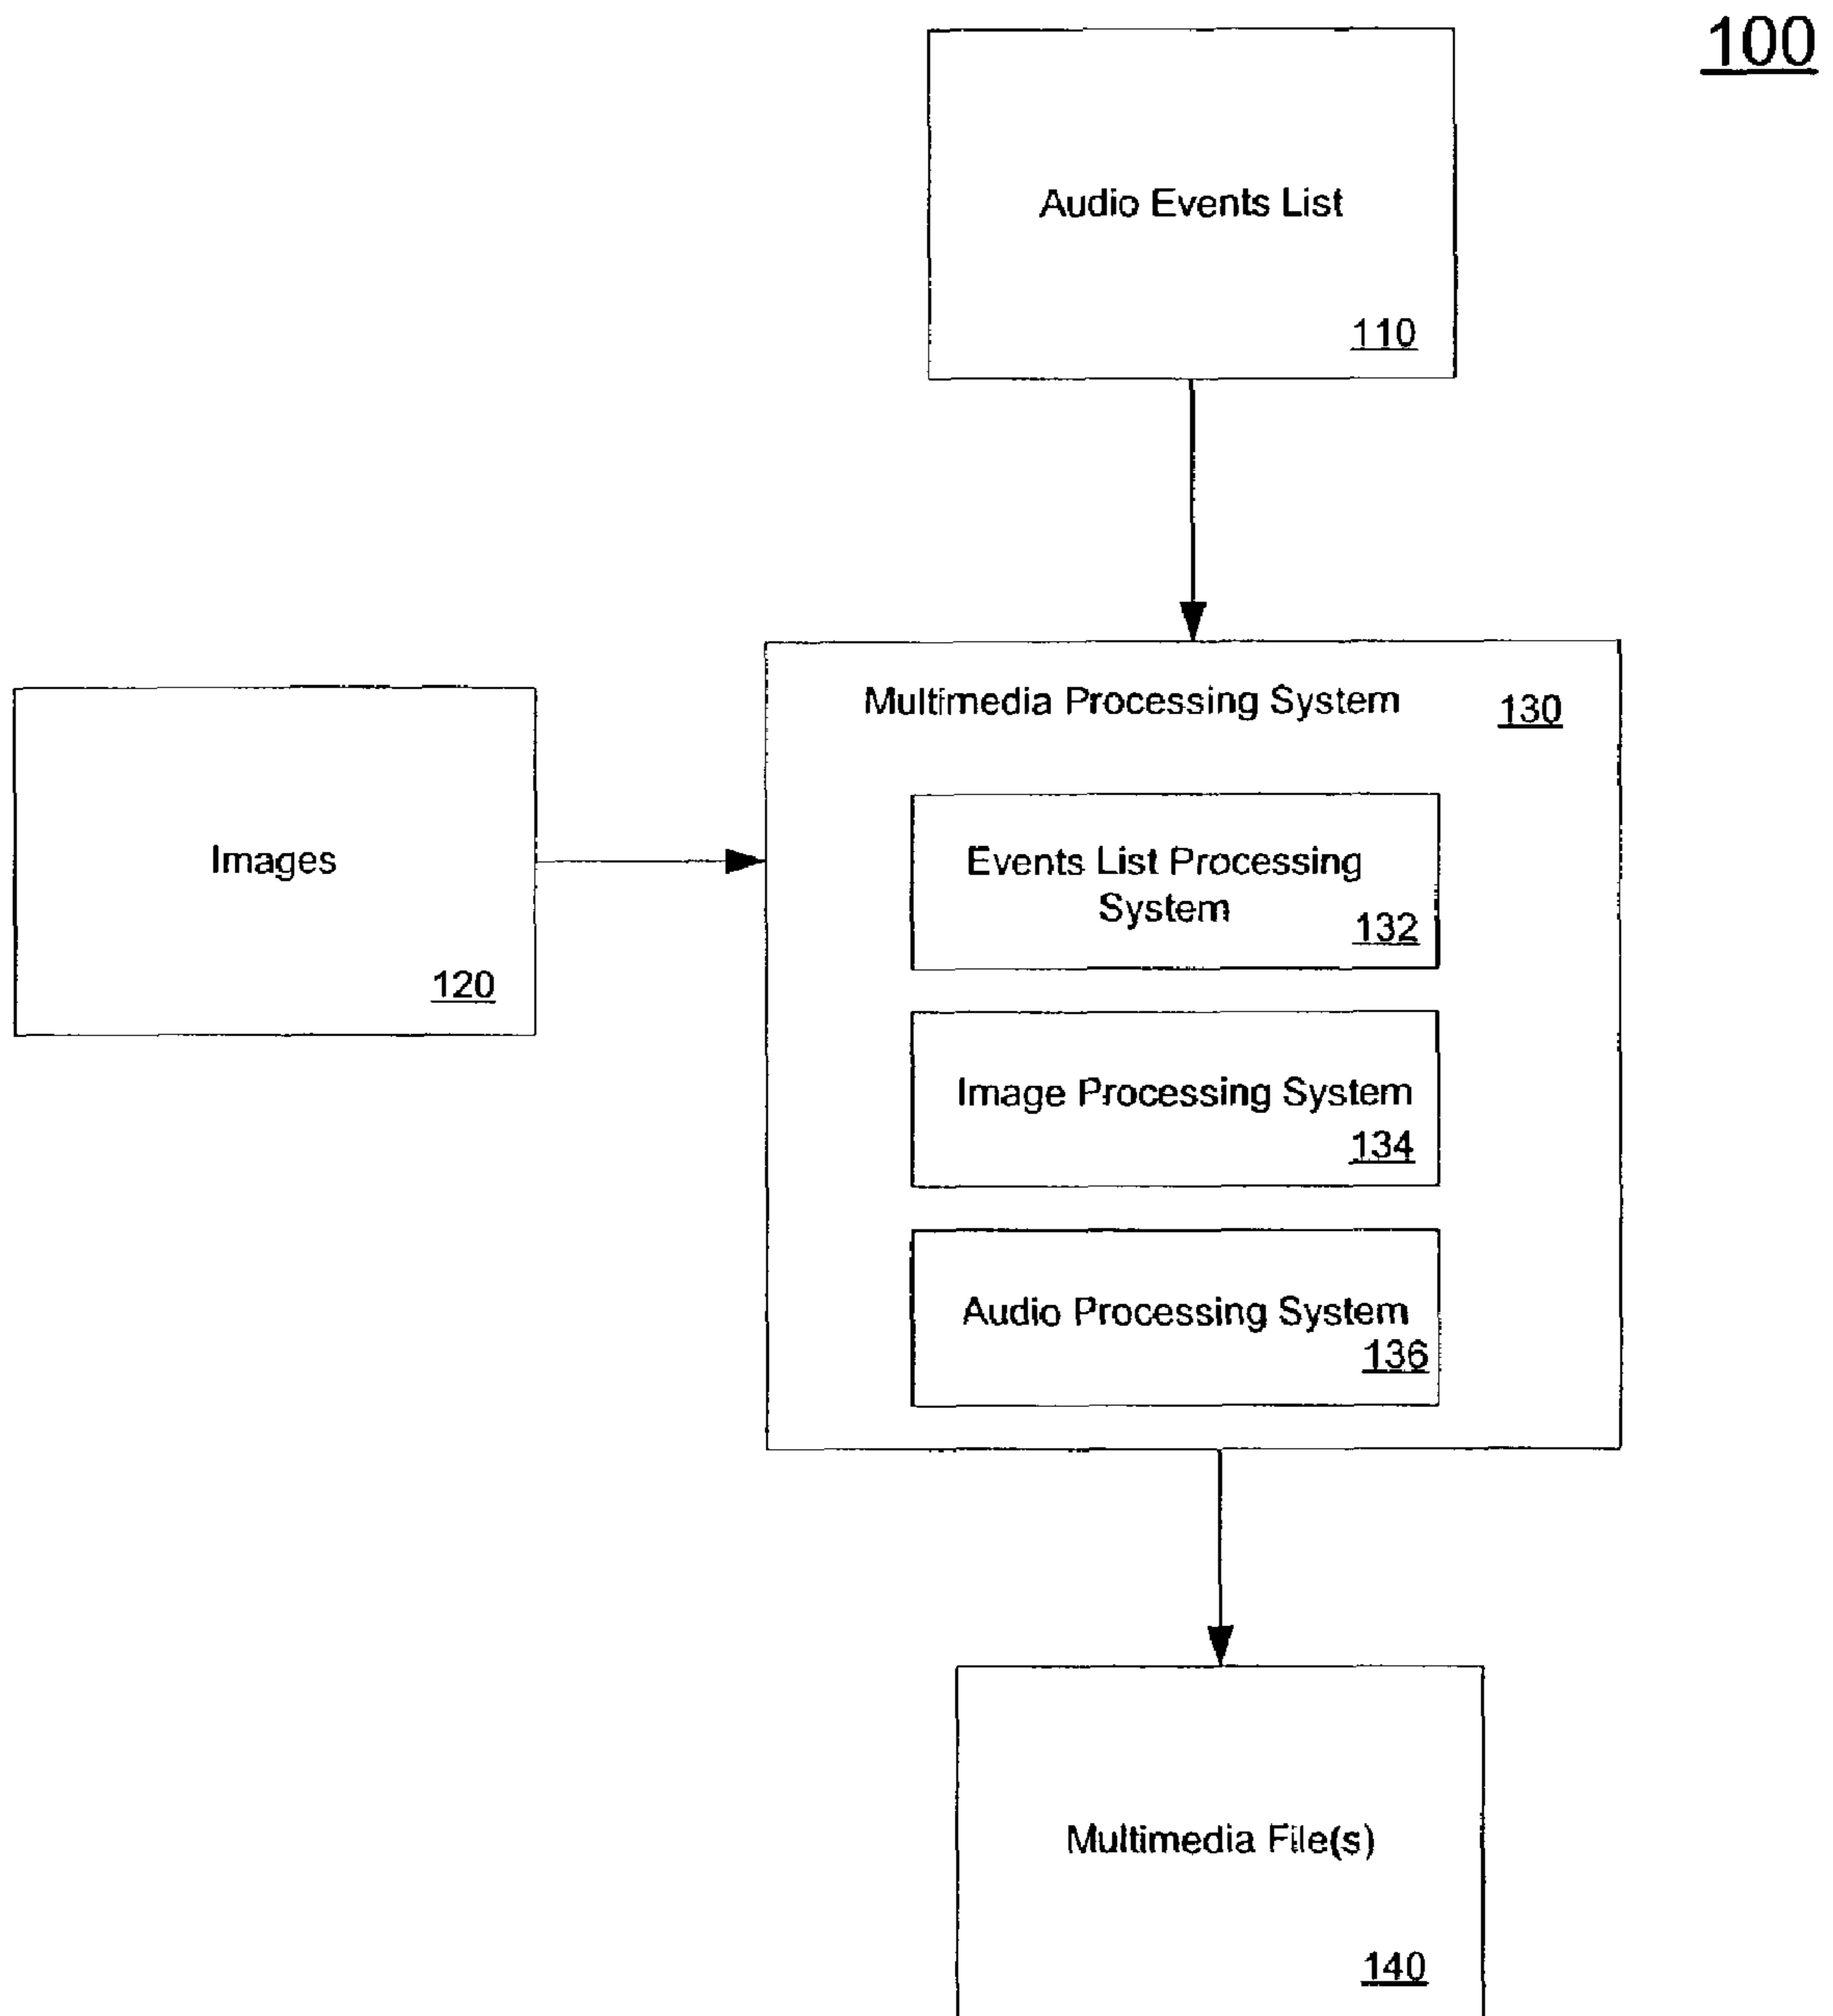 100
Audio Events List
110
Multimedia Processing System 130
Images
120
Events List Processing
System
132
Image Processing System
134
Audio Processing System
136
Multimedia File(s)
140